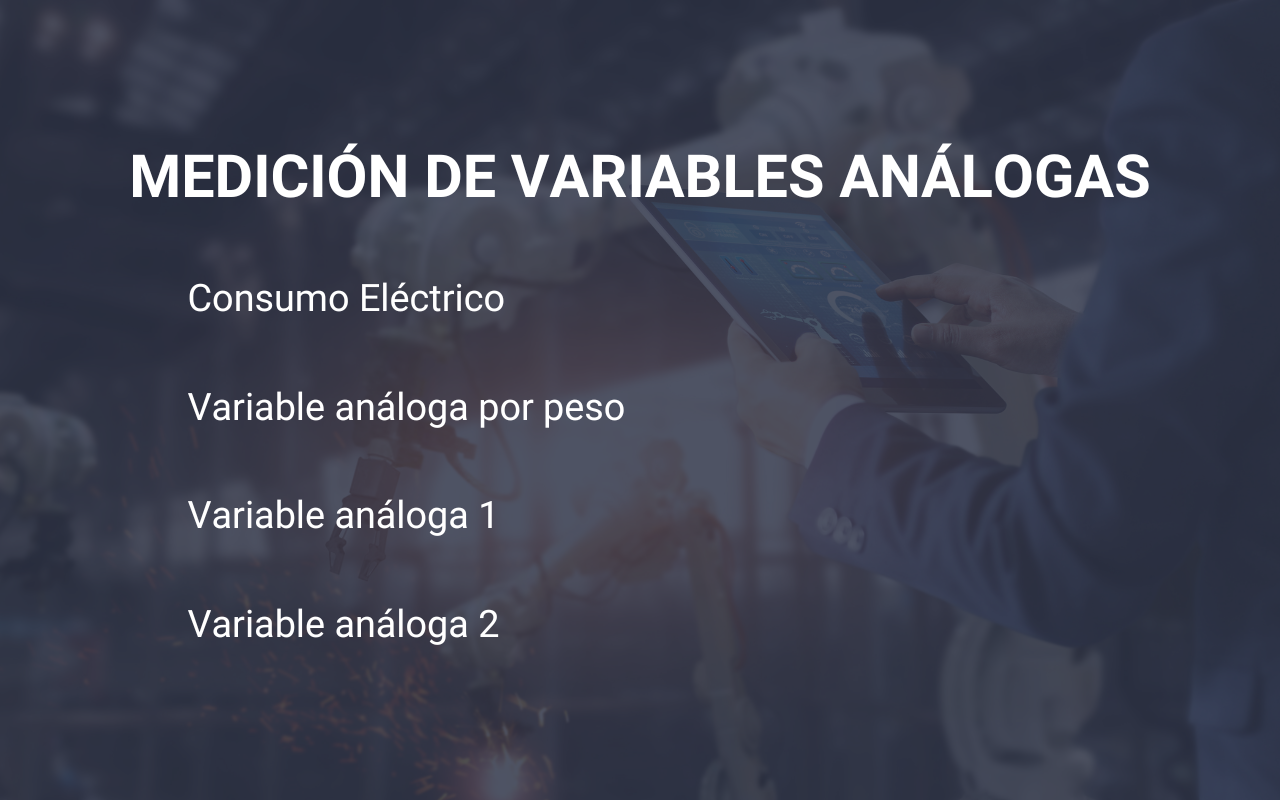 MEDICIÓN DE VARIABLES ANÁLOGAS
Consumo Eléctrico
Variable análoga por peso
Variable análoga 1
Variable análoga 2